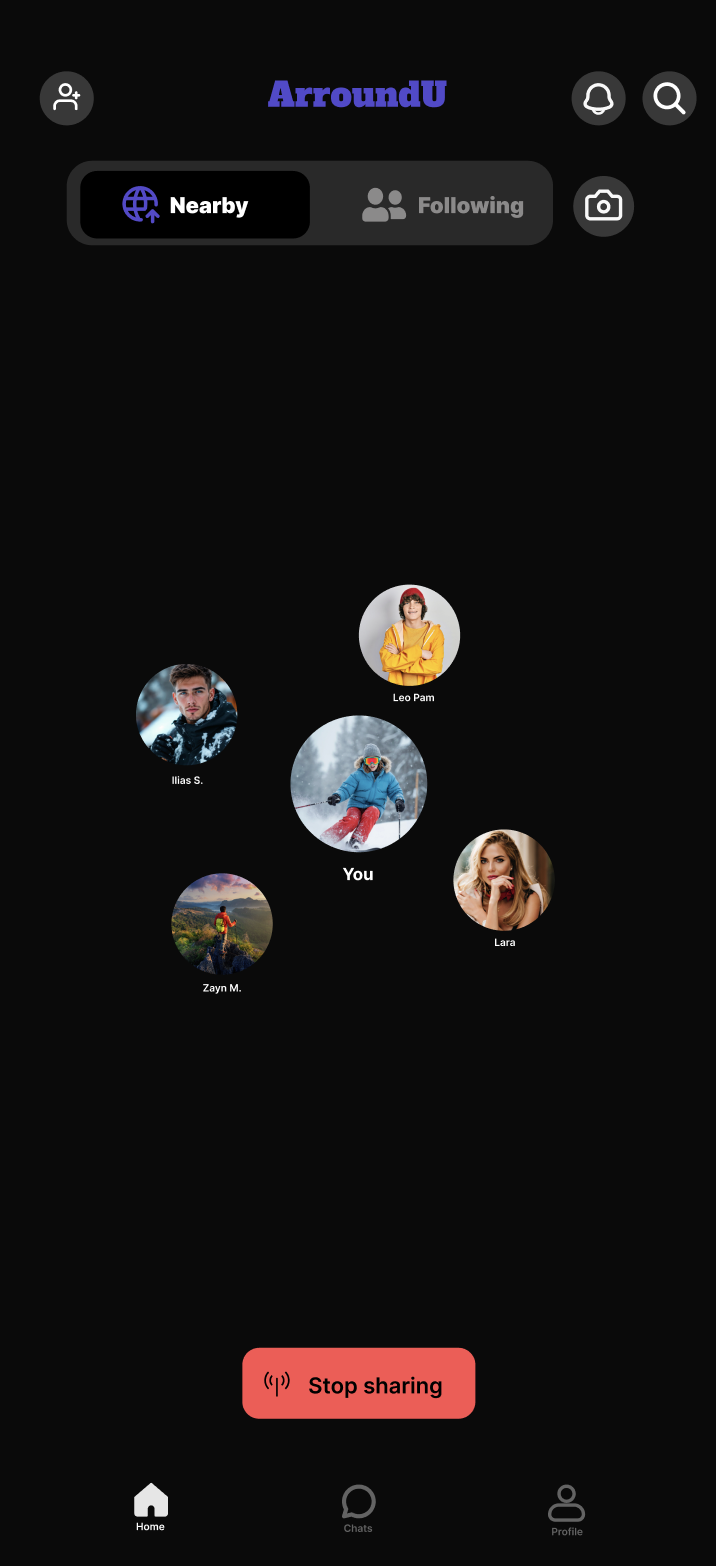 ArroundU
Nearby
Following
Leo Pam
Ilias S.
You
Lara
Zayn M.
Stop sharing
Home
Chats
Profile